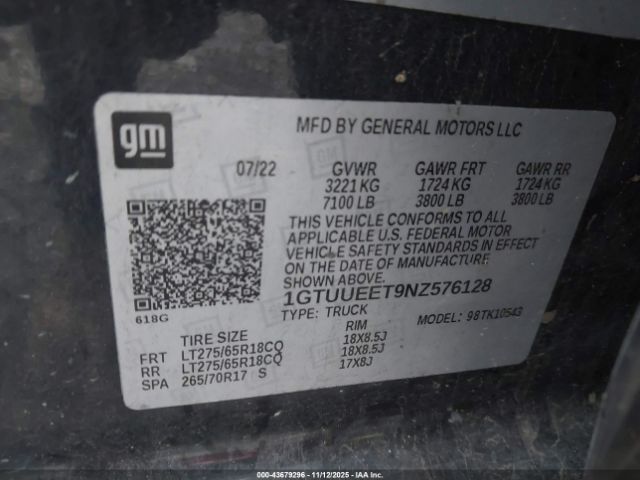 gm
MFD BY GENERAL MOTORS LLC
07/22 GVWR GAWR FRT GAWR RR
3221 KG 1724 KG 1724 KG
7100 LB 3800 LB 3800 LB
THIS VEHICLE CONFORMS TO ALL
APPLICABLE U.S. FEDERAL MOTOR
VEHICLE SAFETY STANDARDS IN EFFECT
ON THE DATE OF MANUFACTURE
SHOWN ABOVE.
1GTUUEET9NZ576128
618G TYPE: TRUCK MODEL: 98TK10543
TIRE SIZE RIM
FRT LT275/65R18CQ 18X8.5J
RR LT275/65R18CQ 18X8.5J
SPA 265/70R17 S 17X8J
000-43679296 - 11/12/2025 - IAA Inc.